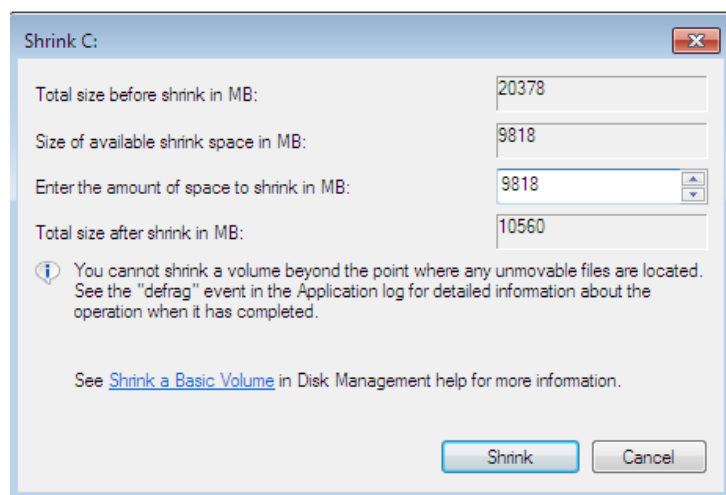 Shrink C:
Total size before shrink in MB: 20378
Size of available shrink space in MB: 9818
Enter the amount of space to shrink in MB: 9818
Total size after shrink in MB: 10560
You cannot shrink a volume beyond the point where any unmovable files are located.
See the "defrag" event in the Application log for detailed information about the
operation when it has completed.
See Shrink a Basic Volume in Disk Management help for more information.
Shrink Cancel